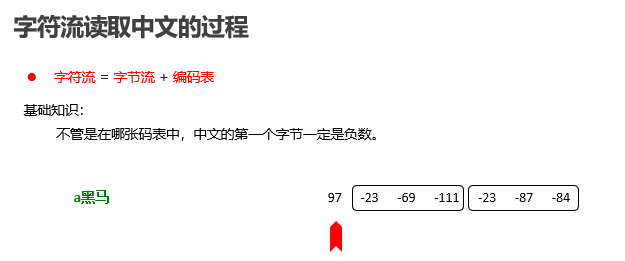 字符流读取中文的过程
● 字符流 = 字节流 + 编码表
基础知识：
不管是在哪张码表中，中文的第一个字节一定是负数。
a黑马 97 -23 -69 -111 -23 -87 -84